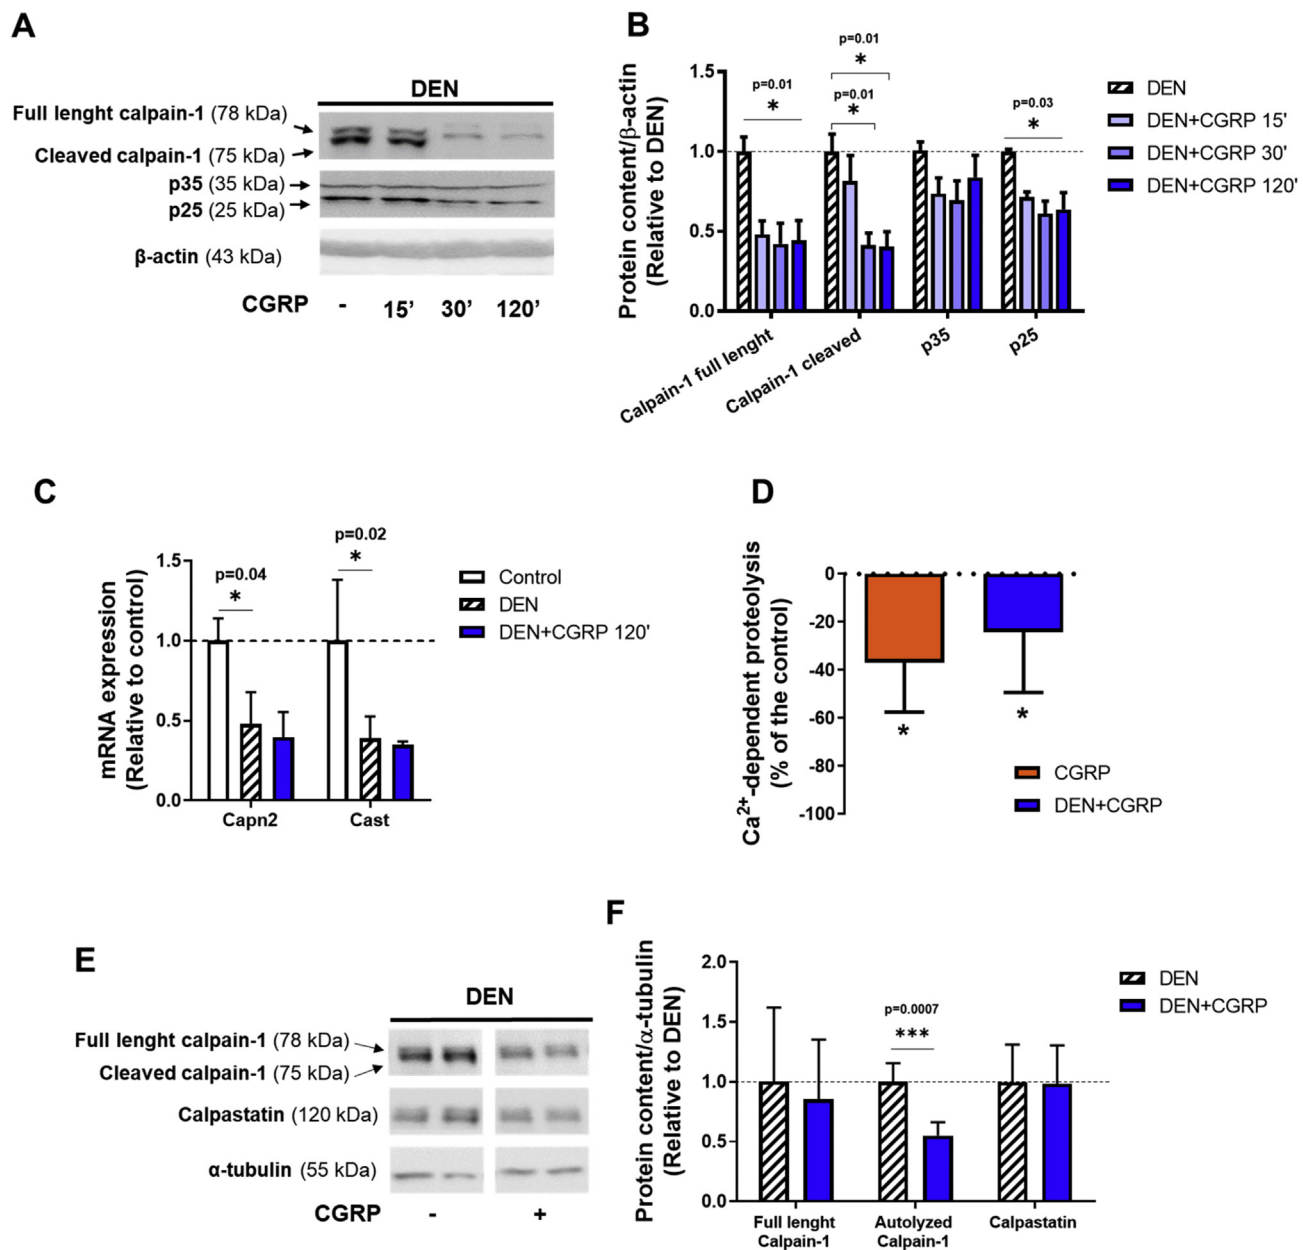 A
DEN
Full lenght calpain-1 (78 kDa)
Cleaved calpain-1 (75 kDa)
p35 (35 kDa)
p25 (25 kDa)
β-actin (43 kDa)
CGRP - 15’ 30’ 120’
B
Protein content/β-actin
(Relative to DEN)
1.5
1.0
0.5
0.0
p=0.01
*
p=0.01
*
p=0.01
*
p=0.03
*
Calpain-1 full lenght
Calpain-1 cleaved
p35
p25
DEN
DEN+CGRP 15'
DEN+CGRP 30'
DEN+CGRP 120'
C
mRNA expression
(Relative to control)
1.5
1.0
0.5
0.0
p=0.04
*
p=0.02
*
Capn2
Cast
Control
DEN
DEN+CGRP 120'
D
Ca2+-dependent proteolysis
(% of the control)
0
-20
-40
-60
-80
-100
*
*
CGRP
DEN+CGRP
E
DEN
Full lenght calpain-1 (78 kDa)
Cleaved calpain-1 (75 kDa)
Calpastatin (120 kDa)
α-tubulin (55 kDa)
CGRP - +
F
Protein content/α-tubulin
(Relative to DEN)
2.0
1.5
1.0
0.5
0.0
p=0.0007
***
Full lenght
Calpain-1
Autolyzed
Calpain-1
Calpastatin
DEN
DEN+CGRP